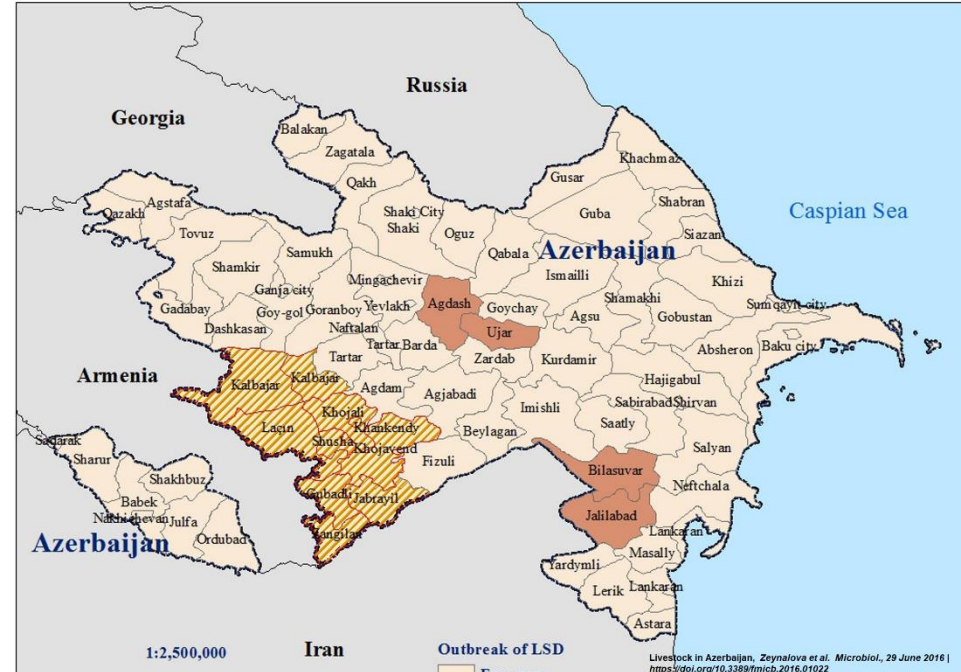 Russia
Georgia
Balakan
Zagatala
Khachmaz
Gusar
Qakh
Agstafa
Qazakh
Shabran
Shaki City
Shaki
Guba
Caspian Sea
Tovuz
Oguz
Siazan
Samukh
Qabala
Azerbaijan
Shamkir
Mingachevir
Ismailli
Khizi
Ganja city
Agdash
Goychay
Shamakhi
Sumqayit city
Gadabay
Goy-gol
Goranboy
Yevlakh
Agsu
Gobustan
Dashkasan
Naftalan
Ujar
Baku city
Tartar
Tartar
Barda
Zardab
Kurdamir
Absheron
Armenia
Kalbajar
Kalbajar
Agdam
Agjabadi
Hajigabul
Khojali
Imishli
Sabirabad
Shirvan
Laçin
Khankendy
Saatly
Sadarak
Shusha
Khojavend
Beylagan
Salyan
Sharur
Fizuli
Shakhbuz
Bilasuvar
Babek
Gubadli
Jabrayil
Neftchala
Nakhichevan
Julfa
Jalilabad
Azerbaijan
Ordubad
Zangilan
Lankaran
Masally
Yardymli
Lerik
Lankaran
Astara
1:2,500,000
Iran
Outbreak of LSD
Livestock in Azerbaijan, Zeynalova et al. Microbiol., 29 June 2016 |
https://doi.org/10.3389/fmicb.2016.01022